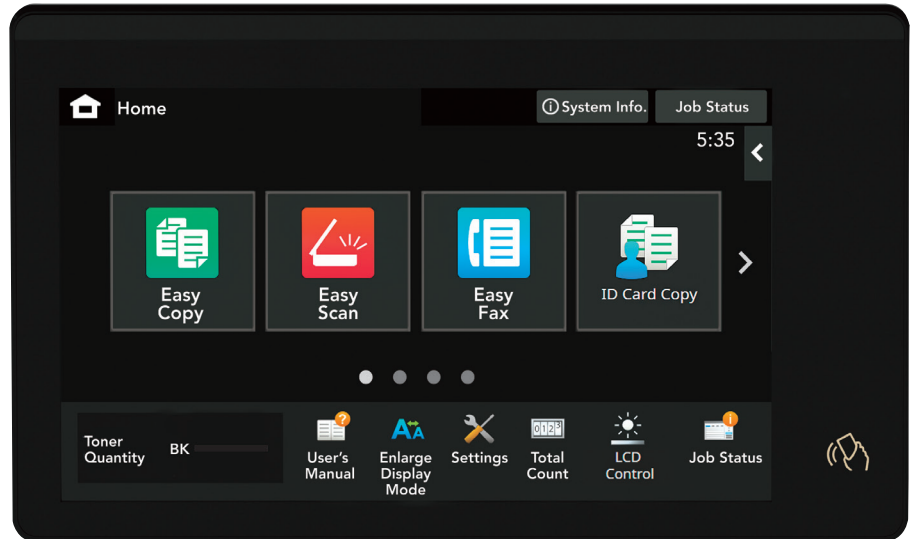 Home
System Info.
Job Status
5:35
Easy
Copy
Easy
Scan
Easy
Fax
ID Card Copy
Toner
Quantity
BK
User's
Manual
Enlarge
Display
Mode
Settings
0123
Total
Count
LCD
Control
Job Status